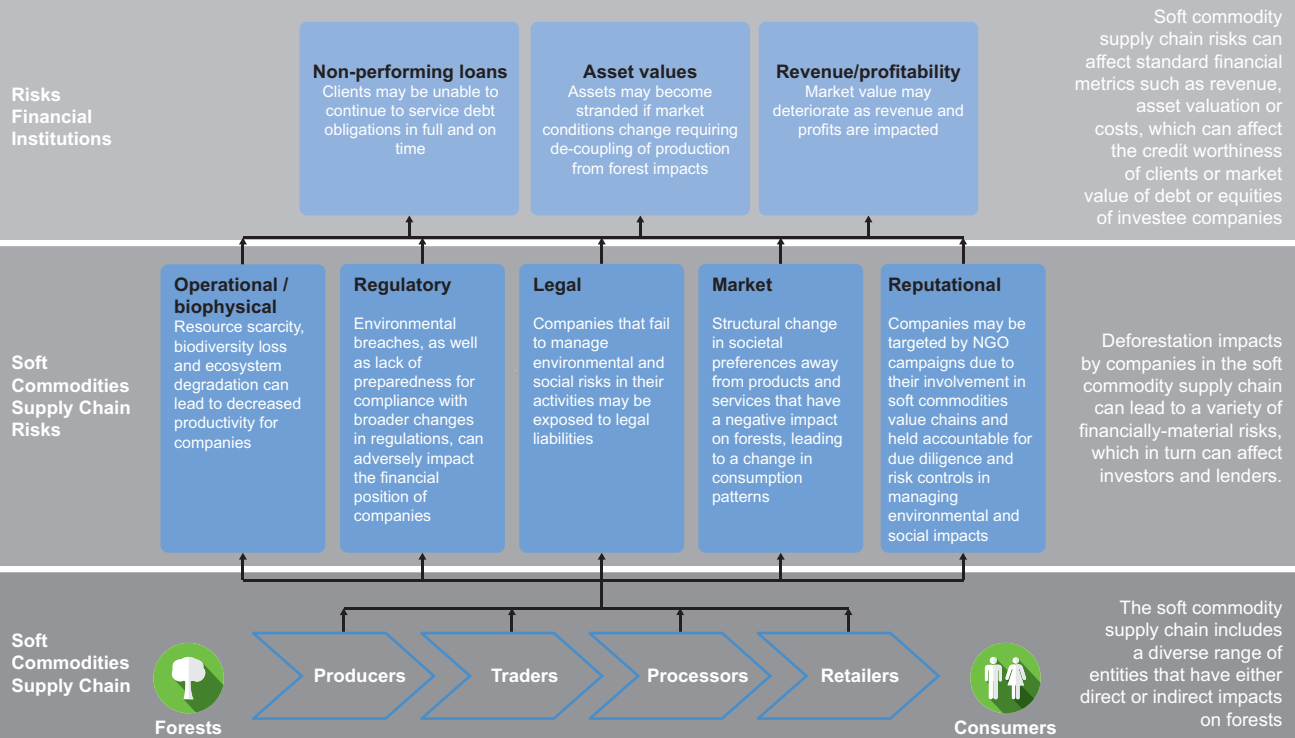 Risks
Financial
Institutions
Non-performing loans
Clients may be unable to
continue to service debt
obligations in full and on
time
Asset values
Assets may become
stranded if market
conditions change requiring
de-coupling of production
from forest impacts
Revenue/profitability
Market value may
deteriorate as revenue and
profits are impacted
Soft commodity
supply chain risks can
affect standard financial
metrics such as revenue,
asset valuation or
costs, which can affect
the credit worthiness
of clients or market
value of debt or equities
of investee companies
Soft
Commodities
Supply Chain
Risks
Operational /
biophysical
Resource scarcity,
biodiversity loss
and ecosystem
degradation can
lead to decreased
productivity for
companies
Regulatory
Environmental
breaches, as well
as lack of
preparedness for
compliance with
broader changes
in regulations, can
adversely impact
the financial
position of
companies
Legal
Companies that fail
to manage
environmental and
social risks in their
activities may be
exposed to legal
liabilities
Market
Structural change
in societal
preferences away
from products and
services that have
a negative impact
on forests, leading
to a change in
consumption
patterns
Reputational
Companies may be
targeted by NGO
campaigns due to
their involvement in
soft commodities
value chains and
held accountable for
due diligence and
risk controls in
managing
environmental and
social impacts
Deforestation impacts
by companies in the soft
commodity supply chain
can lead to a variety of
financially-material risks,
which in turn can affect
investors and lenders.
Soft
Commodities
Supply Chain
Forests
Producers
Traders
Processors
Retailers
Consumers
The soft commodity
supply chain includes
a diverse range of
entities that have either
direct or indirect impacts
on forests